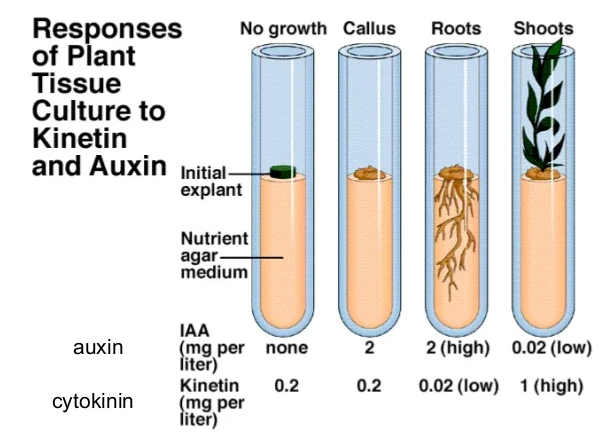 Responses
of Plant
Tissue
Culture to
Kinetin
and Auxin
No growth Callus Roots Shoots
Initial
explant
Nutrient
agar
medium
auxin
IAA
(mg per
liter)
none 2 2 (high) 0.02 (low)
cytokinin
Kinetin
(mg per
liter)
0.2 0.2 0.02 (low) 1 (high)